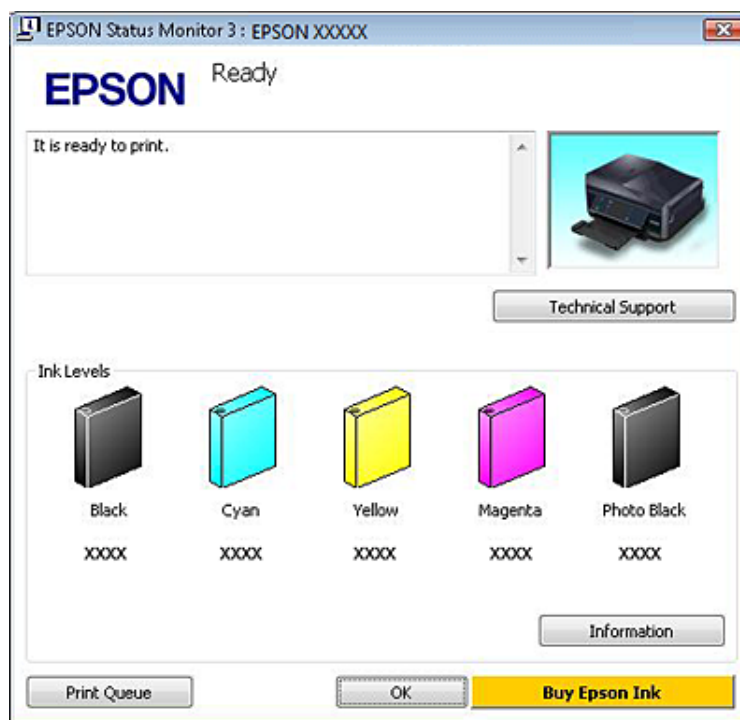 EPSON Status Monitor 3 : EPSON XXXXX
EPSON
Ready
It is ready to print.
Technical Support
Ink Levels
Black Cyan Yellow Magenta Photo Black
XXXX XXXX XXXX XXXX XXXX
Information
Print Queue OK Buy Epson Ink